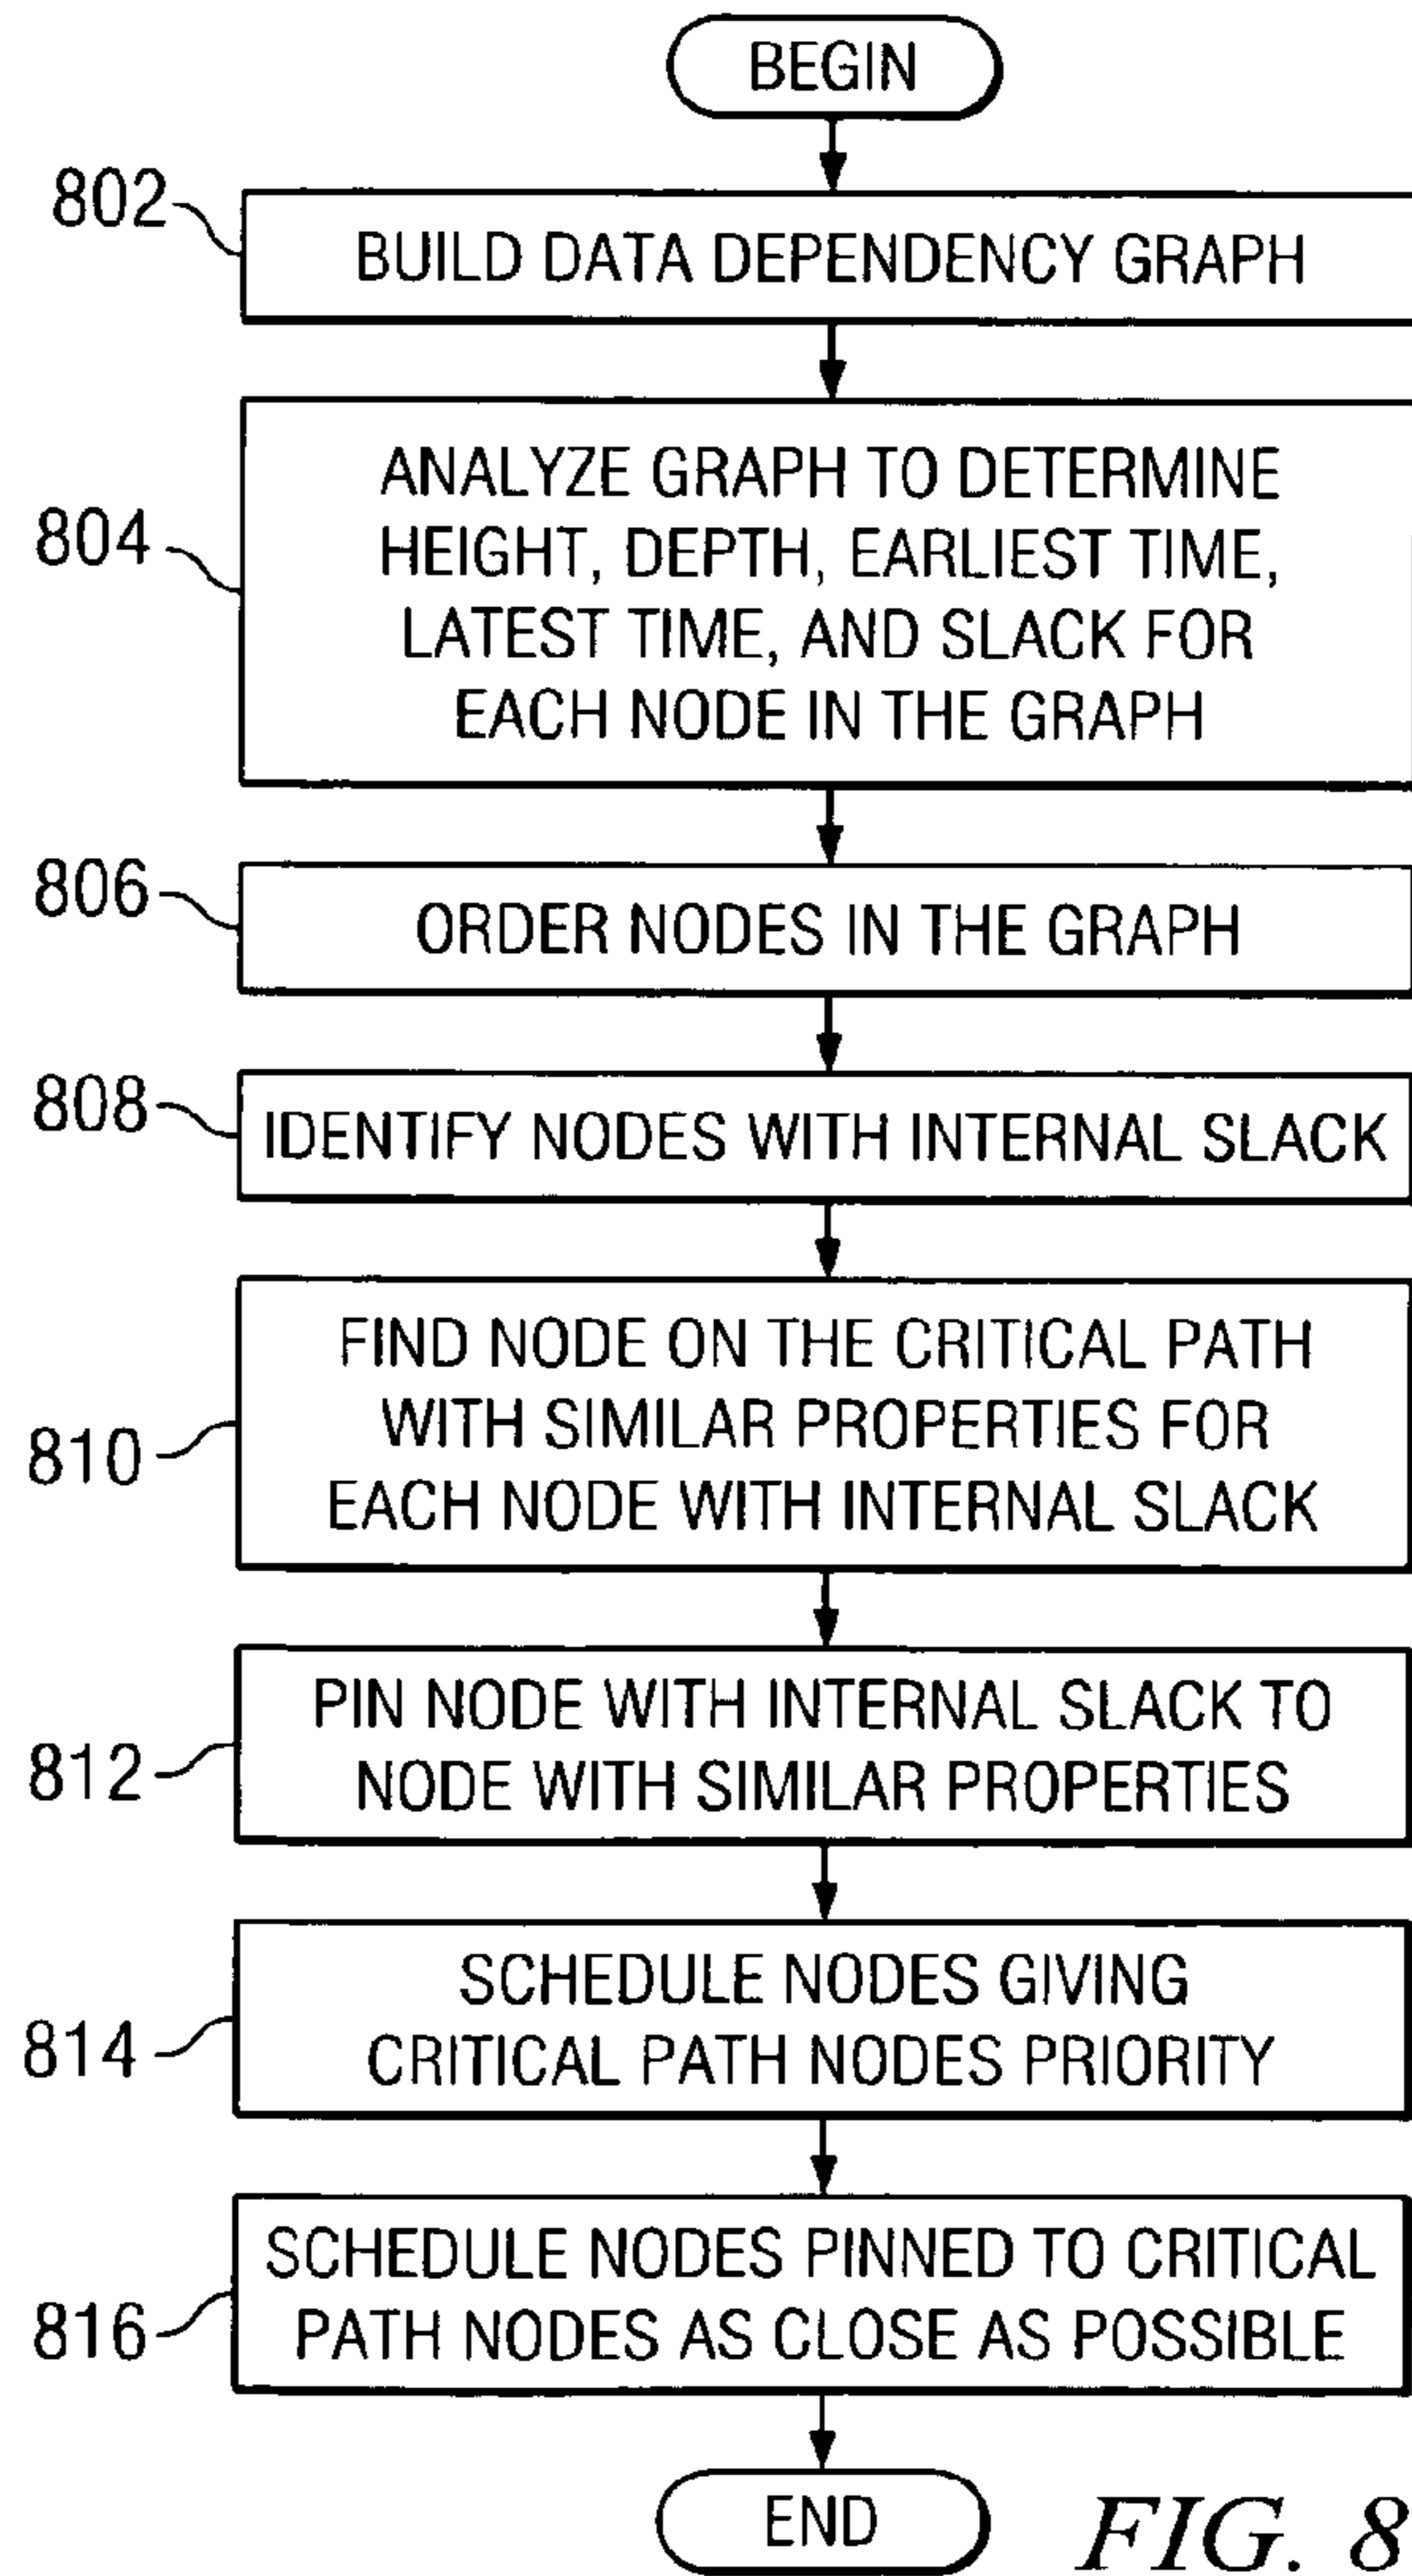 BEGIN
802
BUILD DATA DEPENDENCY GRAPH
804
ANALYZE GRAPH TO DETERMINE
HEIGHT, DEPTH, EARLIEST TIME,
LATEST TIME, AND SLACK FOR
EACH NODE IN THE GRAPH
806
ORDER NODES IN THE GRAPH
808
IDENTIFY NODES WITH INTERNAL SLACK
810
FIND NODE ON THE CRITICAL PATH
WITH SIMILAR PROPERTIES FOR
EACH NODE WITH INTERNAL SLACK
812
PIN NODE WITH INTERNAL SLACK TO
NODE WITH SIMILAR PROPERTIES
814
SCHEDULE NODES GIVING
CRITICAL PATH NODES PRIORITY
816
SCHEDULE NODES PINNED TO CRITICAL
PATH NODES AS CLOSE AS POSSIBLE
END
FIG. 8